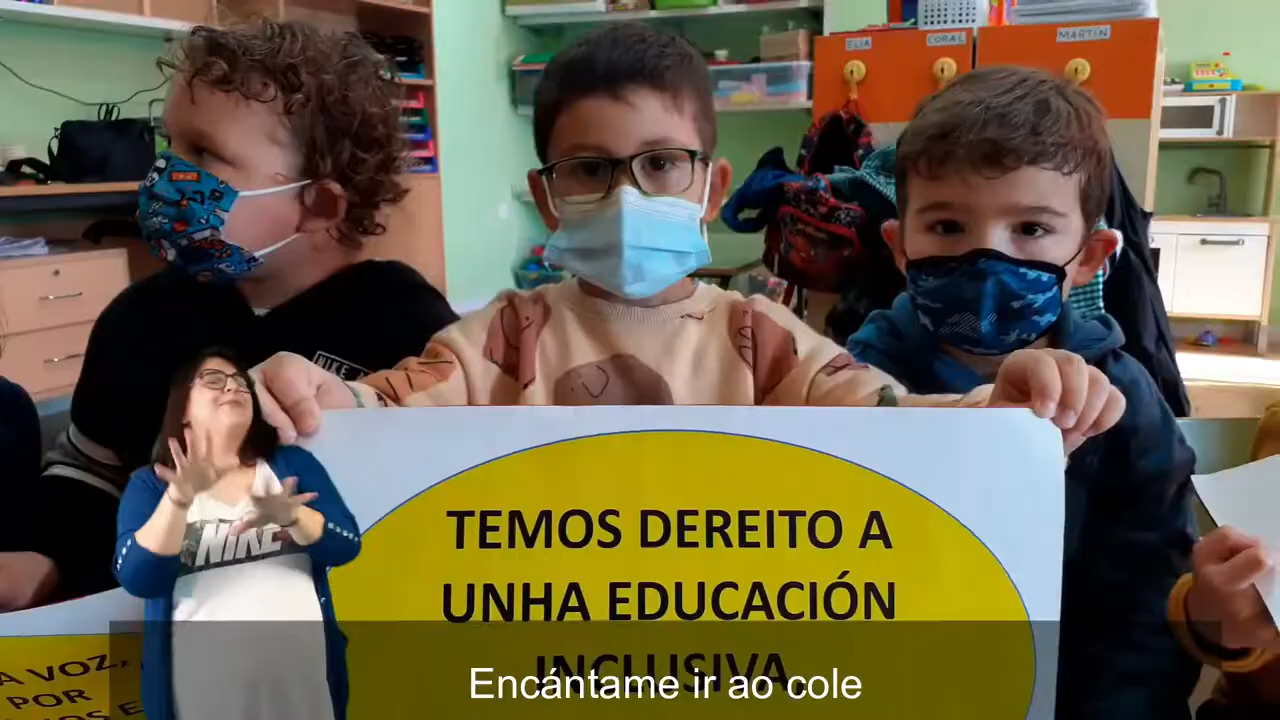 ELIA
CORAL
MARTÍN
NIKE
NIKE
TEMOS DEREITO A
UNHA EDUCACIÓN
INCLUSIVA
A VOZ,
POR
Encántame ir ao cole